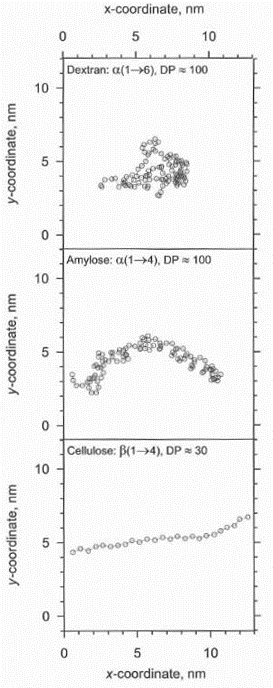 x-coordinate, nm
0 5 10
Dextran: α(1→6), DP ≈ 100
10
5
0
y-coordinate, nm
Amylose: α(1→4), DP ≈ 100
10
5
0
y-coordinate, nm
Cellulose: β(1→4), DP ≈ 30
10
5
0
y-coordinate, nm
0 5 10
x-coordinate, nm